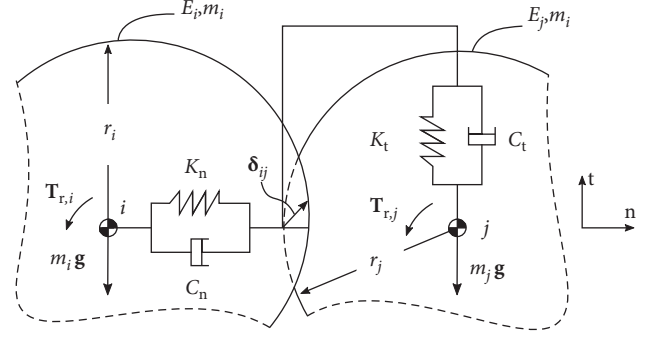 E_i, m_i
E_j, m_i
r_i
K_n
δ_ij
K_t
C_t
t
T_r,i
i
T_r,j
j
n
m_i g
C_n
r_j
m_j g